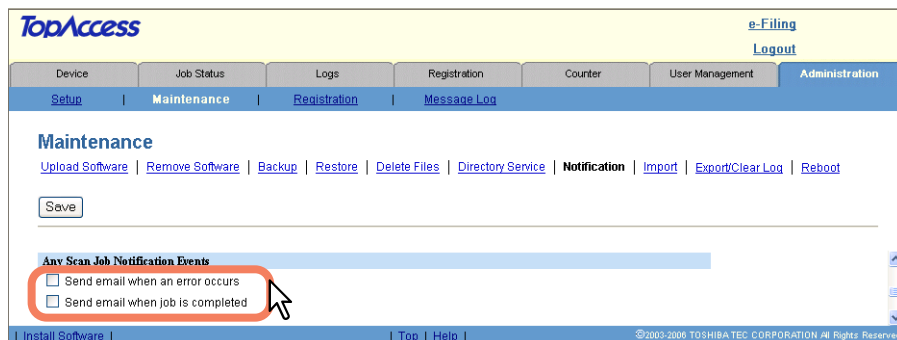 TopAccess
e-Filing
Logout
Device Job Status Logs Registration Counter User Management Administration
Setup | Maintenance | Registration | Message Log
Maintenance
Upload Software | Remove Software | Backup | Restore | Delete Files | Directory Service | Notification | Import | Export/Clear Log | Reboot
Save
Any Scan Job Notification Events
Send email when an error occurs
Send email when job is completed
| Install Software | | Top | Help | ©2003-2006 TOSHIBA TEC CORPORATION All Rights Reserved